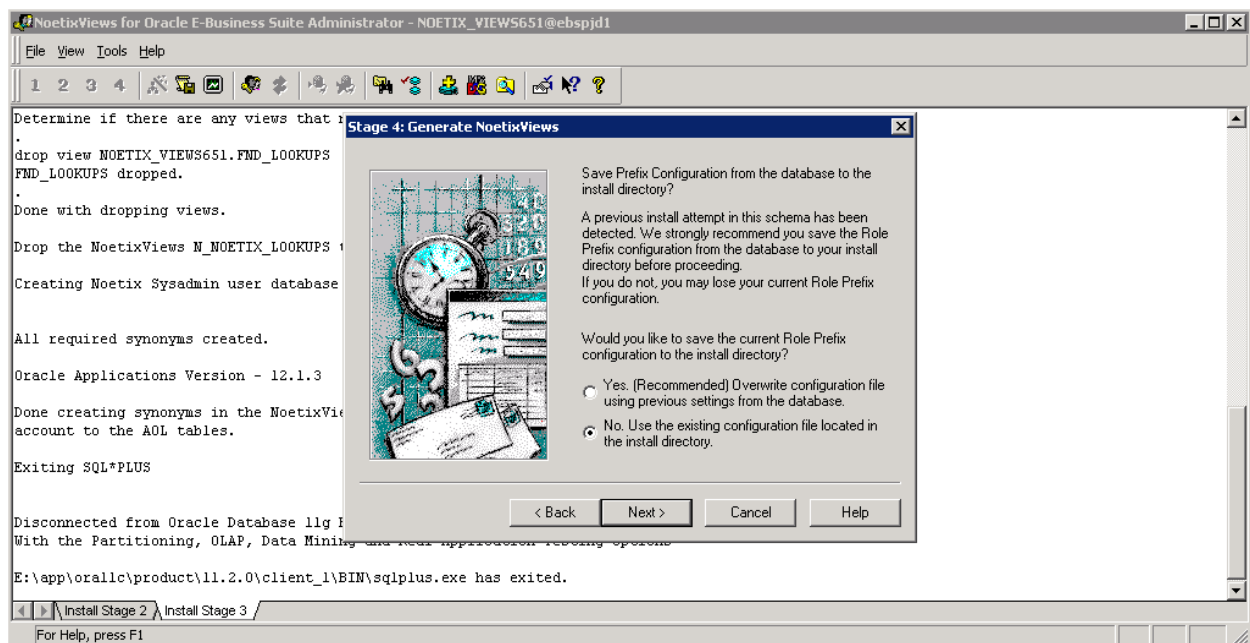 NoetixViews for Oracle E-Business Suite Administrator - NOETIX_VIEWS651@ebspjd1
File View Tools Help
1 2 3 4
Determine if there are any views that
.
drop view NOETIX_VIEWS651.FND_LOOKUPS
FND_LOOKUPS dropped.
.
Done with dropping views.
Drop the NoetixViews N_NOETIX_LOOKUPS
Creating Noetix Sysadmin user database
All required synonyms created.
Oracle Applications Version - 12.1.3
Done creating synonyms in the NoetixVie
account to the AOL tables.
Exiting SQL*PLUS
Disconnected from Oracle Database 11g
With the Partitioning, OLAP, Data Mining and Real Application Testing options
E:\app\orallc\product\11.2.0\client_1\BIN\sqlplus.exe has exited.
Stage 4: Generate NoetixViews
Save Prefix Configuration from the database to the
install directory?
A previous install attempt in this schema has been
detected. We strongly recommend you save the Role
Prefix configuration from the database to your install
directory before proceeding.
If you do not, you may lose your current Role Prefix
configuration.
Would you like to save the current Role Prefix
configuration to the install directory?
Yes. (Recommended) Overwrite configuration file
using previous settings from the database.
No. Use the existing configuration file located in
the install directory.
< Back Next > Cancel Help
Install Stage 2 Install Stage 3
For Help, press F1